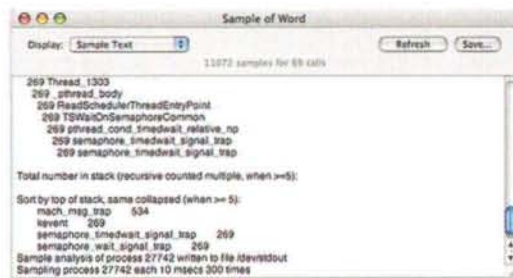 Sample of Word
Display: Sample Text Refresh Save...
11072 samples for 69 calls
269 Thread_1303
269 _pthread_body
269 ReadSchedulerThreadEntryPoint
269 TSWaitOnSemaphoreCommon
269 pthread_cond_timedwait_relative_np
269 semaphore_timedwait_signal_trap
269 semaphore_timedwait_signal_trap
Total number in stack (recursive counted multiple, when >=5):
Sort by top of stack, same collapsed (when >= 5):
mach_msg_trap 534
kevent 269
semaphore_timedwait_signal_trap 269
semaphore_wait_signal_trap 269
Sample analysis of process 27742 written to file /dev/stdout
Sampling process 27742 each 10 msecs 300 times